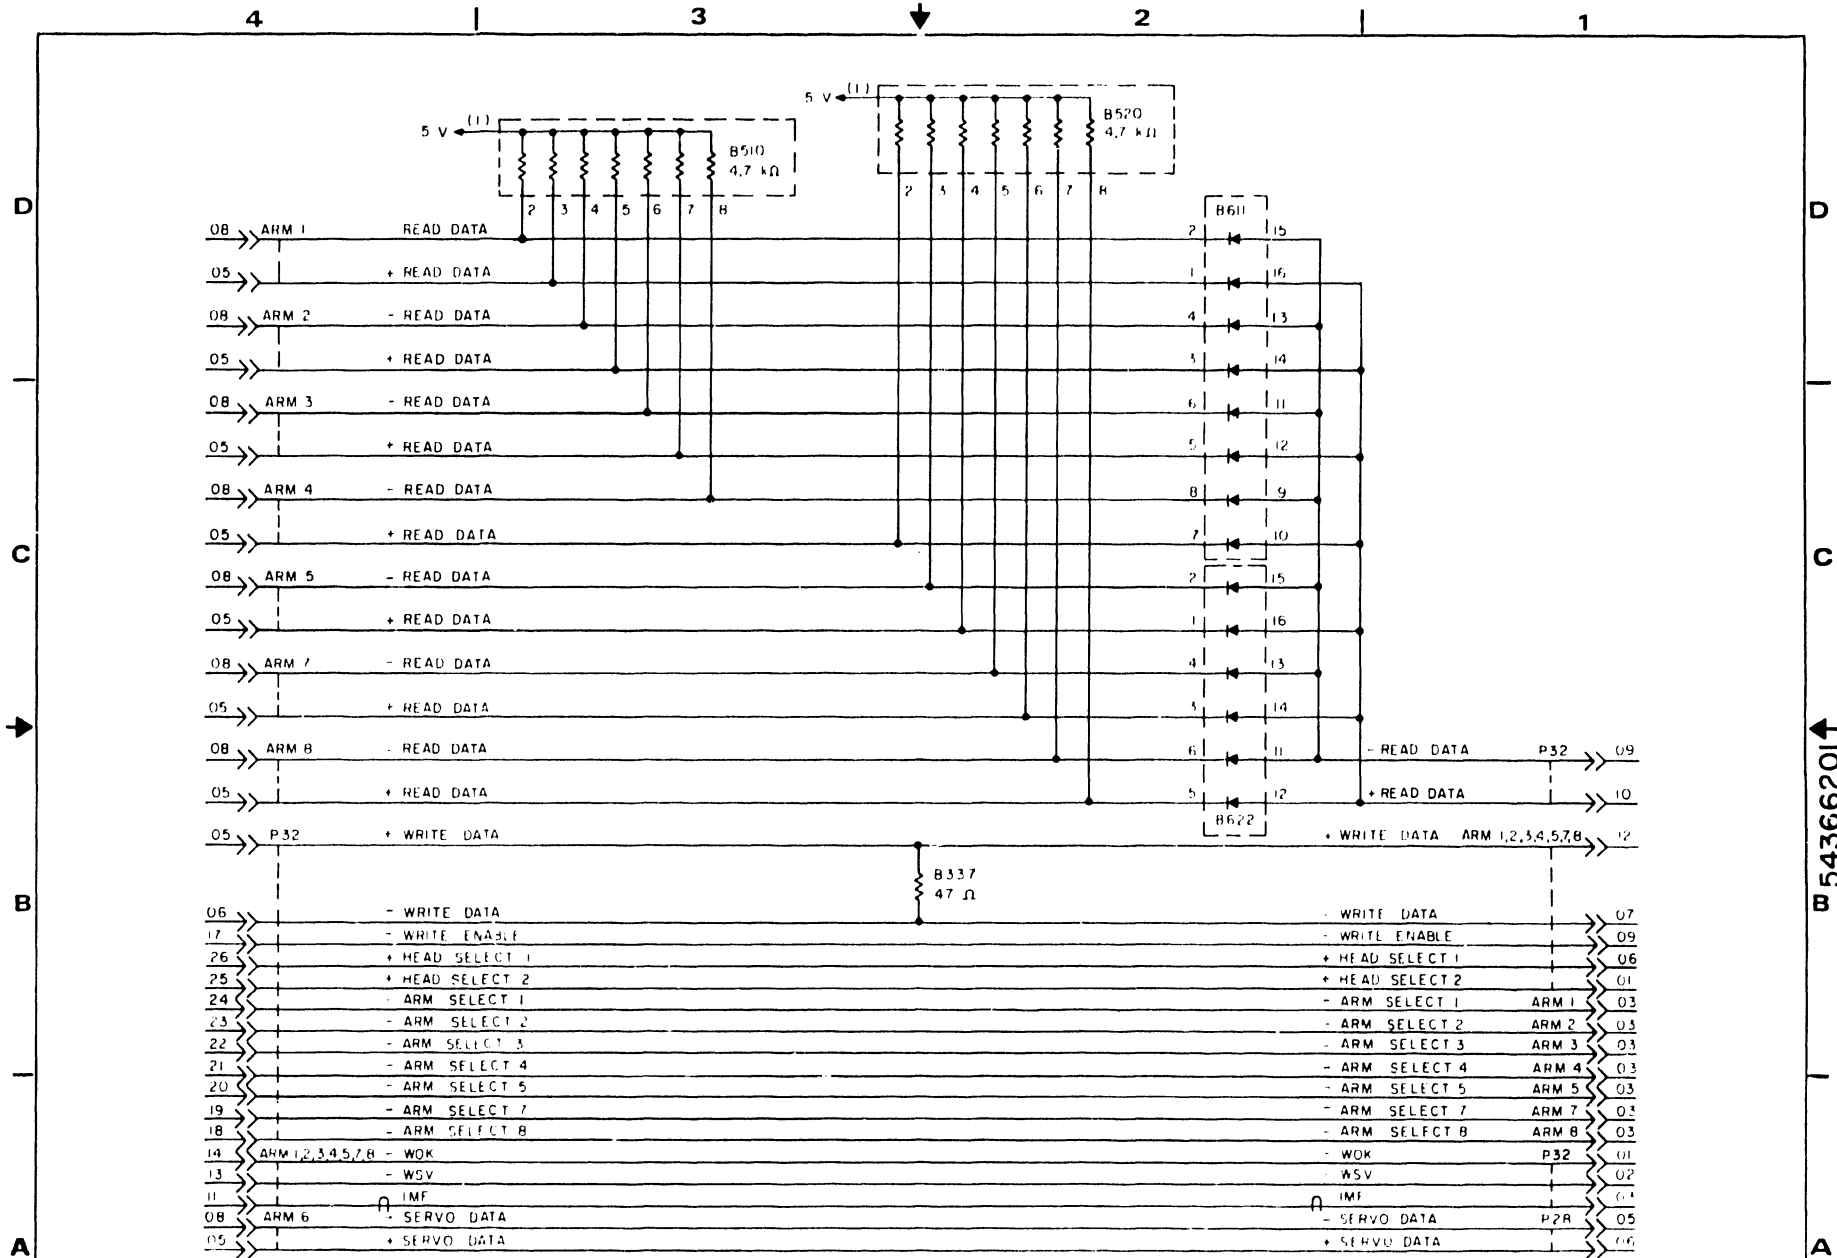 4 3 2 1
5 V (1) B520
4,7 kΩ
5 V (1) B510
4,7 kΩ
2 3 4 5 6 7 8
2 3 4 5 6 7 8
D B611 D
08 ARM 1 READ DATA 2 15
05 + READ DATA 1 16
08 ARM 2 - READ DATA 4 13
05 + READ DATA 3 14
08 ARM 3 - READ DATA 6 11
05 + READ DATA 5 12
08 ARM 4 - READ DATA 8 9
05 + READ DATA 7 10
C C
08 ARM 5 - READ DATA 2 15
05 + READ DATA 1 16
08 ARM 7 - READ DATA 4 13
05 + READ DATA 3 14
08 ARM 8 - READ DATA 6 11 - READ DATA P32 09
05 + READ DATA 5 12 + READ DATA 10
B622
05 P32 + WRITE DATA + WRITE DATA ARM 1,2,3,4,5,7,8 12
B337
47 Ω
B B
54366201
06 - WRITE DATA - WRITE DATA 07
17 - WRITE ENABLE - WRITE ENABLE 09
26 + HEAD SELECT 1 + HEAD SELECT 1 06
25 + HEAD SELECT 2 + HEAD SELECT 2 01
24 - ARM SELECT 1 - ARM SELECT 1 ARM 1 03
23 - ARM SELECT 2 - ARM SELECT 2 ARM 2 03
22 - ARM SELECT 3 - ARM SELECT 3 ARM 3 03
21 - ARM SELECT 4 - ARM SELECT 4 ARM 4 03
20 - ARM SELECT 5 - ARM SELECT 5 ARM 5 03
19 - ARM SELECT 7 - ARM SELECT 7 ARM 7 03
18 - ARM SELECT 8 - ARM SELECT 8 ARM 8 03
14 ARM 1,2,3,4,5,7,8 - WOK - WOK P32 01
13 - WSV - WSV 02
11 IMF IMF
08 ARM 6 - SERVO DATA - SERVO DATA P28 05
05 + SERVO DATA + SERVO DATA 06
A A